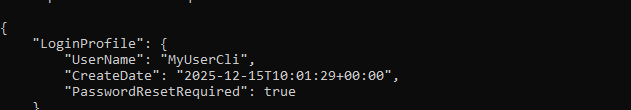 {
    "LoginProfile": {
        "UserName": "MyUserCli",
        "CreateDate": "2025-12-15T10:01:29+00:00",
        "PasswordResetRequired": true
    }